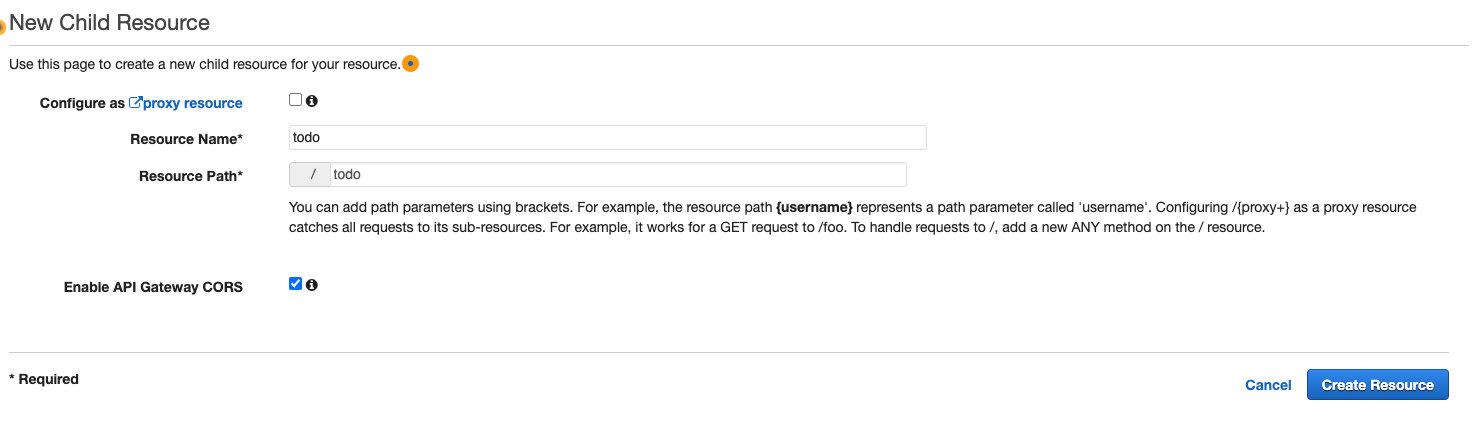 New Child Resource
Use this page to create a new child resource for your resource.
Configure as proxy resource
Resource Name*
todo
Resource Path*
/ todo
You can add path parameters using brackets. For example, the resource path {username} represents a path parameter called 'username'. Configuring /{proxy+} as a proxy resource
catches all requests to its sub-resources. For example, it works for a GET request to /foo. To handle requests to /, add a new ANY method on the / resource.
Enable API Gateway CORS
* Required
Cancel
Create Resource